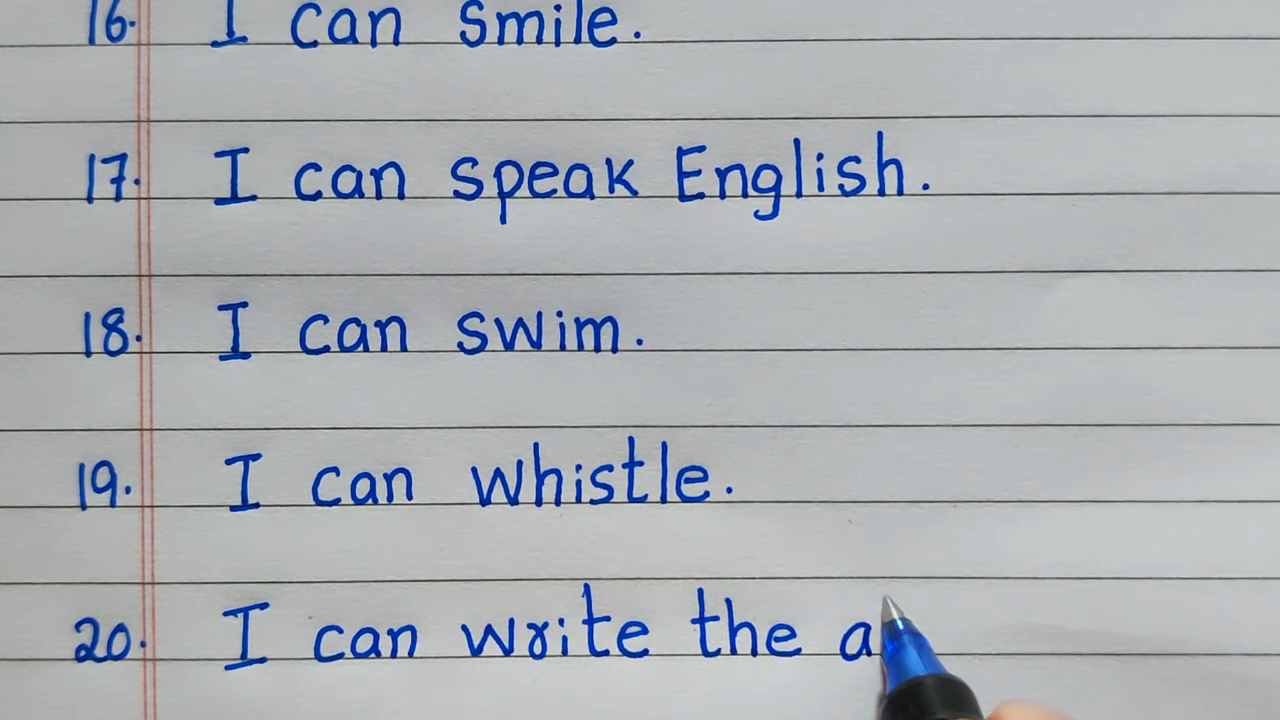 16. I can smile.
17. I can speak English.
18. I can swim.
19. I can whistle.
20. I can write the a